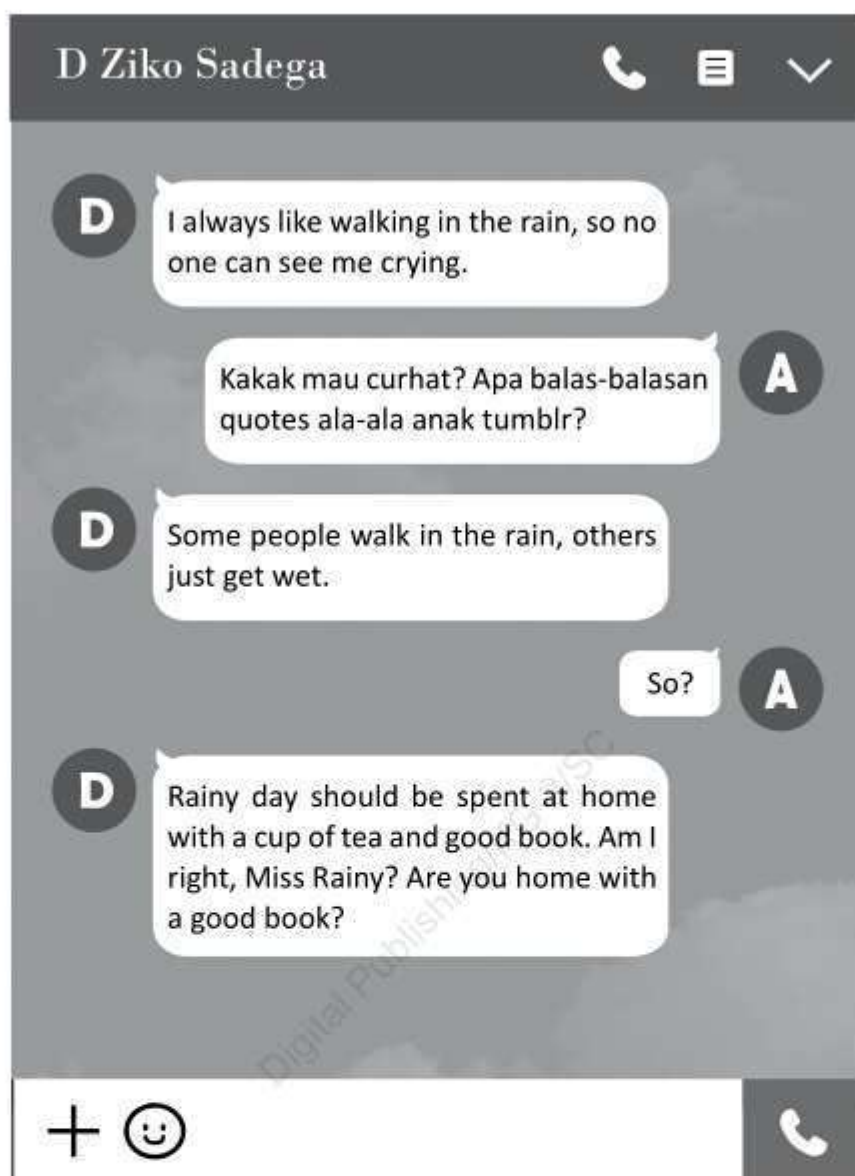 D Ziko Sadega
D
I always like walking in the rain, so no
one can see me crying.
A
Kakak mau curhat? Apa balas-balasan
quotes ala-ala anak tumblr?
D
Some people walk in the rain, others
just get wet.
So?
A
D
Rainy day should be spent at home
with a cup of tea and good book. Am I
right, Miss Rainy? Are you home with
a good book?